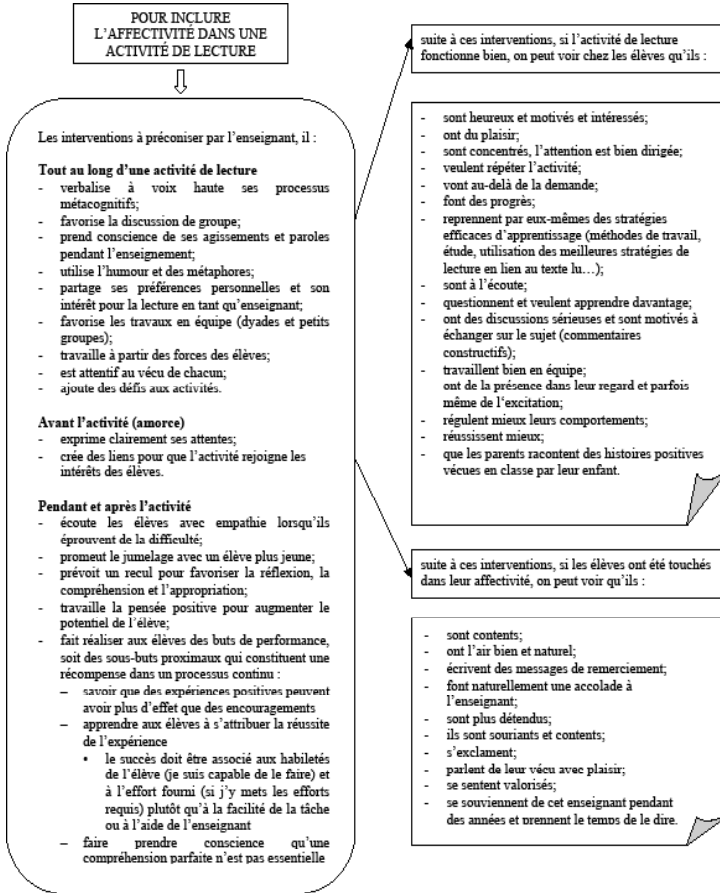 POUR INCLURE
L'AFFECTIVITÉ DANS UNE
ACTIVITÉ DE LECTURE
Les interventions à préconiser par l'enseignant, il :
Tout au long d'une activité de lecture
- verbalise à voix haute ses processus
métacognitifs;
- favorise la discussion de groupe;
- prend conscience de ses agissements et paroles
pendant l'enseignement;
- utilise l'humour et des métaphores;
- partage ses préférences personnelles et son
intérêt pour la lecture en tant qu'enseignant;
- favorise les travaux en équipe (dyades et petits
groupes);
- travaille à partir des forces des élèves;
- est attentif au vécu de chacun;
- ajoute des défis aux activités.
Avant l'activité (amorce)
- exprime clairement ses attentes;
- crée des liens pour que l'activité rejoigne les
intérêts des élèves.
Pendant et après l'activité
- écoute les élèves avec empathie lorsqu'ils
éprouvent de la difficulté;
- promeut le jumelage avec un élève plus jeune;
- prévoit un recul pour favoriser la réflexion, la
compréhension et l'appropriation;
- travaille la pensée positive pour augmenter le
potentiel de l'élève;
- fait réaliser aux élèves des buts de performance,
soit des sous-buts proximaux qui constituent une
récompense dans un processus continu :
– savoir que des expériences positives peuvent
avoir plus d'effet que des encouragements
– apprendre aux élèves à s'attribuer la réussite
de l'expérience
• le succès doit être associé aux habiletés
de l'élève (je suis capable de le faire) et
à l'effort fourni (si j'y mets les efforts
requis) plutôt qu'à la facilité de la tâche
ou à l'aide de l'enseignant
– faire prendre conscience qu'une
compréhension parfaite n'est pas essentielle
suite à ces interventions, si l'activité de lecture
fonctionne bien, on peut voir chez les élèves qu'ils :
- sont heureux et motivés et intéressés;
- ont du plaisir;
- sont concentrés, l'attention est bien dirigée;
- veulent répéter l'activité;
- vont au-delà de la demande;
- font des progrès;
- reprennent par eux-mêmes des stratégies
efficaces d'apprentissage (méthodes de travail,
étude, utilisation des meilleures stratégies de
lecture en lien au texte lu…);
- sont à l'écoute;
- questionnent et veulent apprendre davantage;
- ont des discussions sérieuses et sont motivés à
échanger sur le sujet (commentaires
constructifs);
- travaillent bien en équipe;
ont de la présence dans leur regard et parfois
même de l'excitation;
- régulent mieux leurs comportements;
- réussissent mieux;
- que les parents racontent des histoires positives
vécues en classe par leur enfant.
suite à ces interventions, si les élèves ont été touchés
dans leur affectivité, on peut voir qu'ils :
- sont contents;
- ont l'air bien et naturel;
- écrivent des messages de remerciement;
- font naturellement une accolade à
l'enseignant;
- sont plus détendus;
- ils sont souriants et contents;
- s'exclament;
- parlent de leur vécu avec plaisir;
- se sentent valorisés;
- se souviennent de cet enseignant pendant
des années et prennent le temps de le dire.